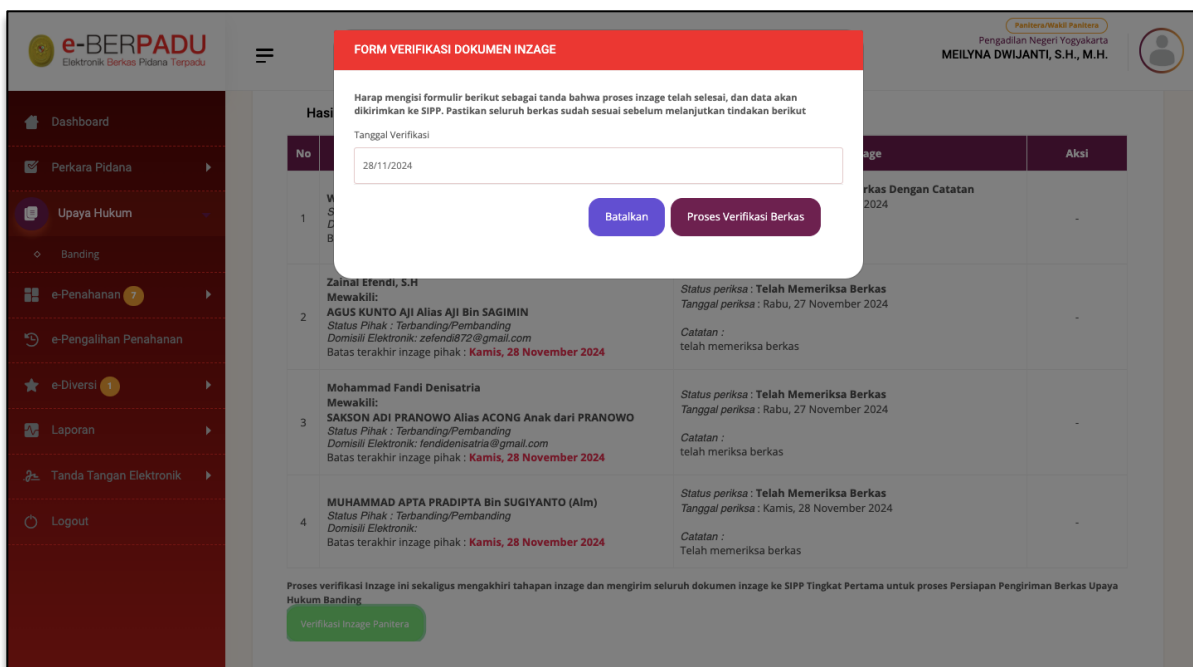 e-BERPADU
Elektronik Berkas Pidana Terpadu
Panitera/Wakil Panitera
Pengadilan Negeri Yogyakarta
MEILYNA DWIJANTI, S.H., M.H.
Dashboard
Perkara Pidana
Upaya Hukum
Banding
e-Penahanan 7
e-Pengalihan Penahanan
e-Diversi 1
Laporan
Tanda Tangan Elektronik
Logout
FORM VERIFIKASI DOKUMEN INZAGE
Harap mengisi formulir berikut sebagai tanda bahwa proses inzage telah selesai, dan data akan
dikirimkan ke SIPP. Pastikan seluruh berkas sudah sesuai sebelum melanjutkan tindakan berikut
Tanggal Verifikasi
28/11/2024
Batalkan
Proses Verifikasi Berkas
Hasi
No
age
Aksi
1
W
S
D
B
rkas Dengan Catatan
2024
-
2
Zainal Efendi, S.H
Mewakili:
AGUS KUNTO AJI Alias AJI Bin SAGIMIN
Status Pihak : Terbanding/Pembanding
Domisili Elektronik: zefendi872@gmail.com
Batas terakhir inzage pihak : Kamis, 28 November 2024
Status periksa : Telah Memeriksa Berkas
Tanggal periksa : Rabu, 27 November 2024
Catatan :
telah memeriksa berkas
-
3
Mohammad Fandi Denisatria
Mewakili:
SAKSON ADI PRANOWO Alias ACONG Anak dari PRANOWO
Status Pihak : Terbanding/Pembanding
Domisili Elektronik: fendidenisatria@gmail.com
Batas terakhir inzage pihak : Kamis, 28 November 2024
Status periksa : Telah Memeriksa Berkas
Tanggal periksa : Rabu, 27 November 2024
Catatan :
telah meriksa berkas
-
4
MUHAMMAD APTA PRADIPTA Bin SUGIYANTO (Alm)
Status Pihak : Terbanding/Pembanding
Domisili Elektronik:
Batas terakhir inzage pihak : Kamis, 28 November 2024
Status periksa : Telah Memeriksa Berkas
Tanggal periksa : Kamis, 28 November 2024
Catatan :
Telah memeriksa berkas
-
Proses verifikasi Inzage ini sekaligus mengakhiri tahapan inzage dan mengirim seluruh dokumen inzage ke SIPP Tingkat Pertama untuk proses Persiapan Pengiriman Berkas Upaya
Hukum Banding
Verifikasi Inzage Panitera